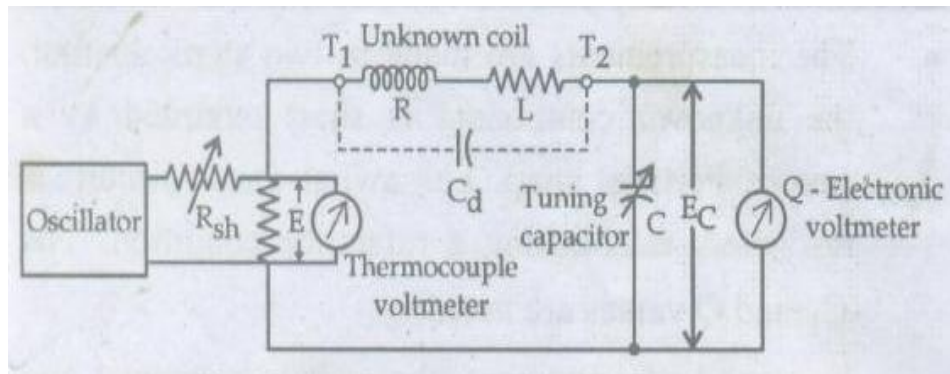 Unknown coil
T1
T2
R
L
Cd
Oscillator
Rsh
E
Thermocouple
voltmeter
Tuning
capacitor
C
EC
Q - Electronic
voltmeter